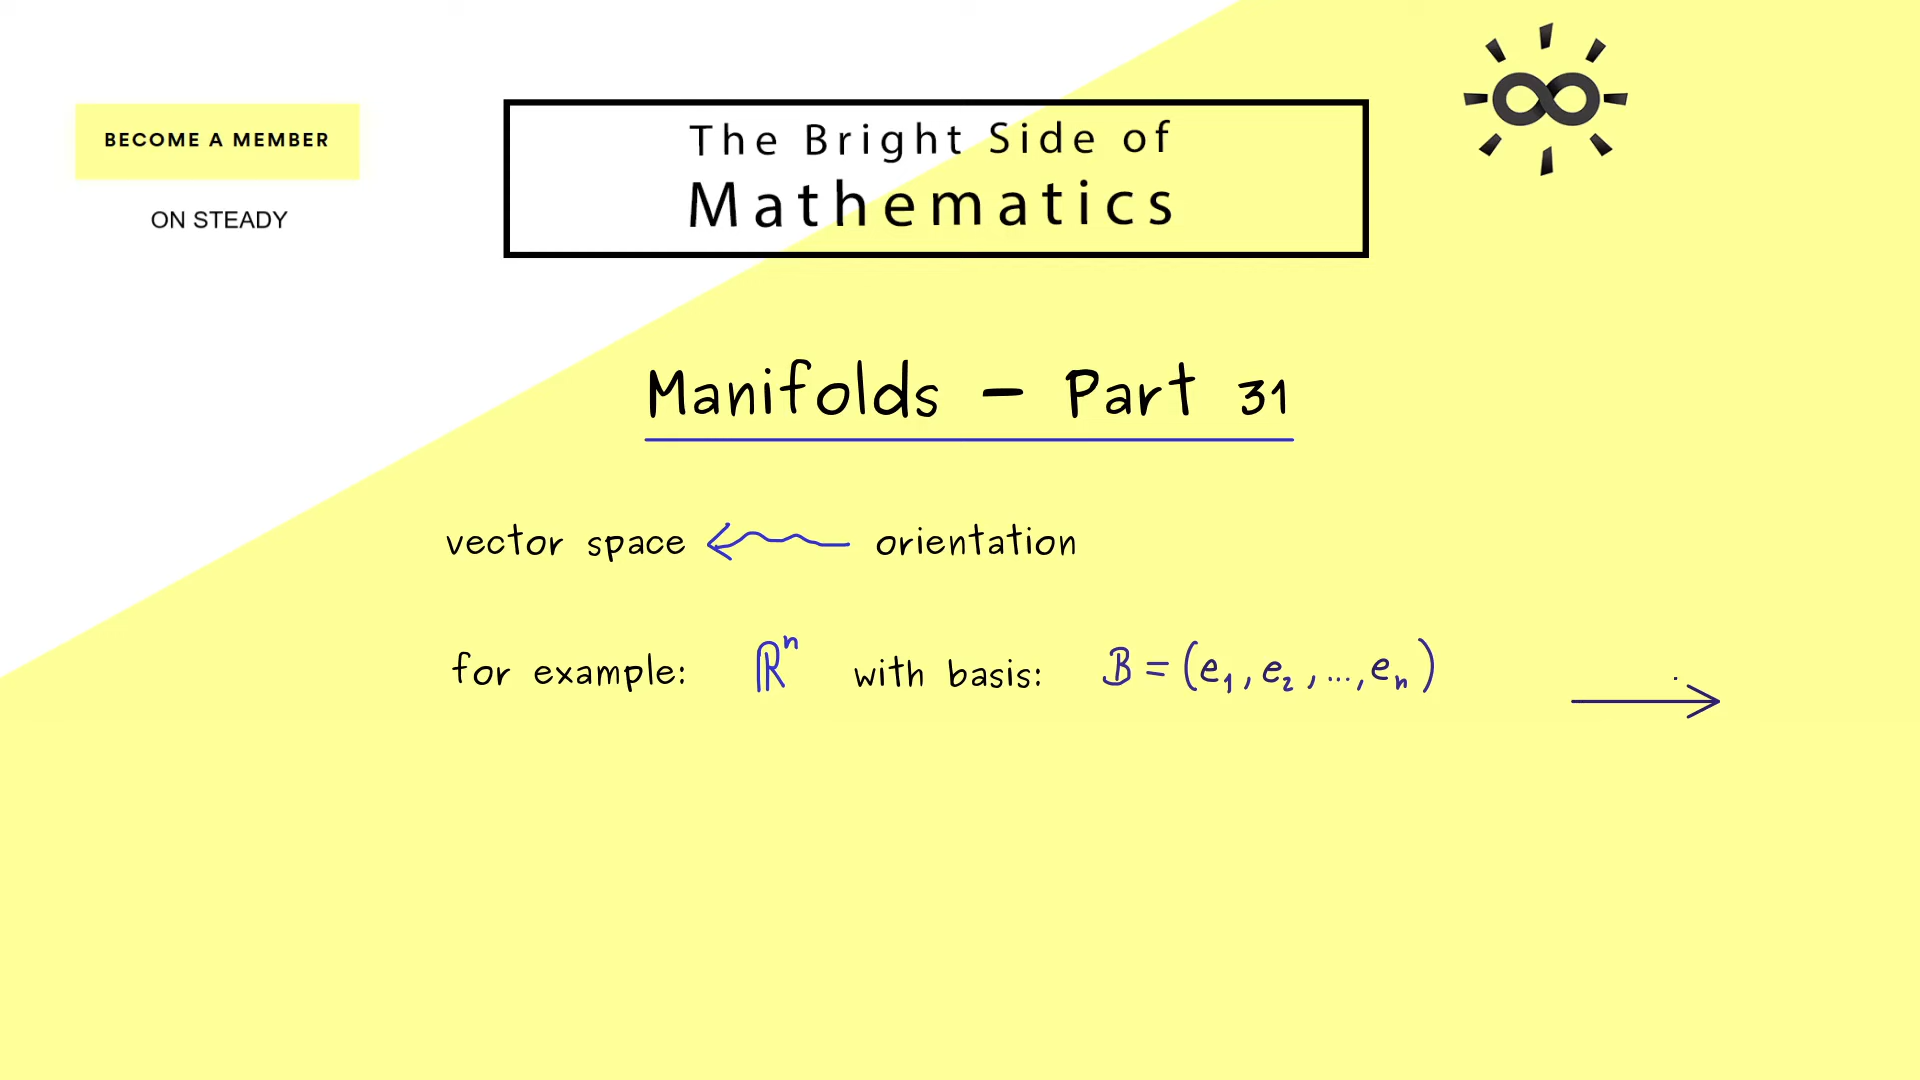 BECOME A MEMBER
ON STEADY
The Bright Side of
Mathematics
Manifolds - Part 31
vector space ← orientation
for example: ℝⁿ with basis: B = (e₁, e₂, ..., eₙ) →